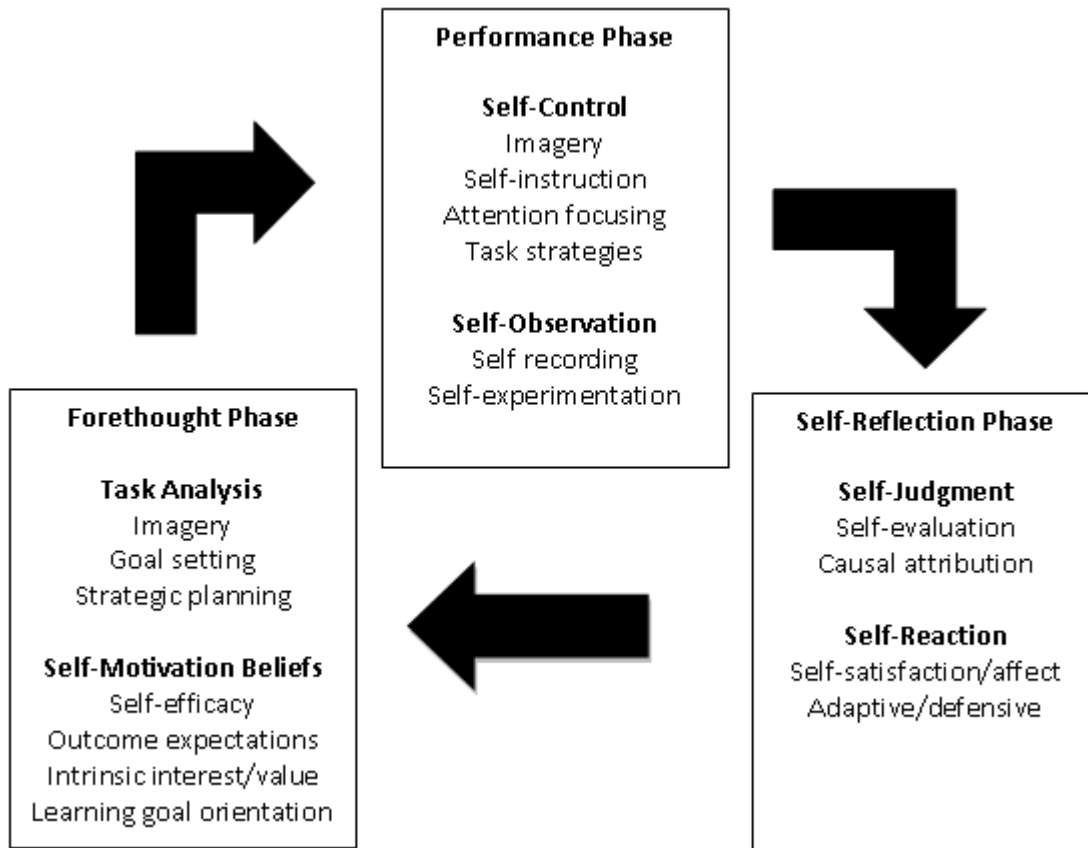 Performance Phase
Self-Control
Imagery
Self-instruction
Attention focusing
Task strategies
Self-Observation
Self recording
Self-experimentation
Forethought Phase
Task Analysis
Imagery
Goal setting
Strategic planning
Self-Motivation Beliefs
Self-efficacy
Outcome expectations
Intrinsic interest/value
Learning goal orientation
Self-Reflection Phase
Self-Judgment
Self-evaluation
Causal attribution
Self-Reaction
Self-satisfaction/affect
Adaptive/defensive